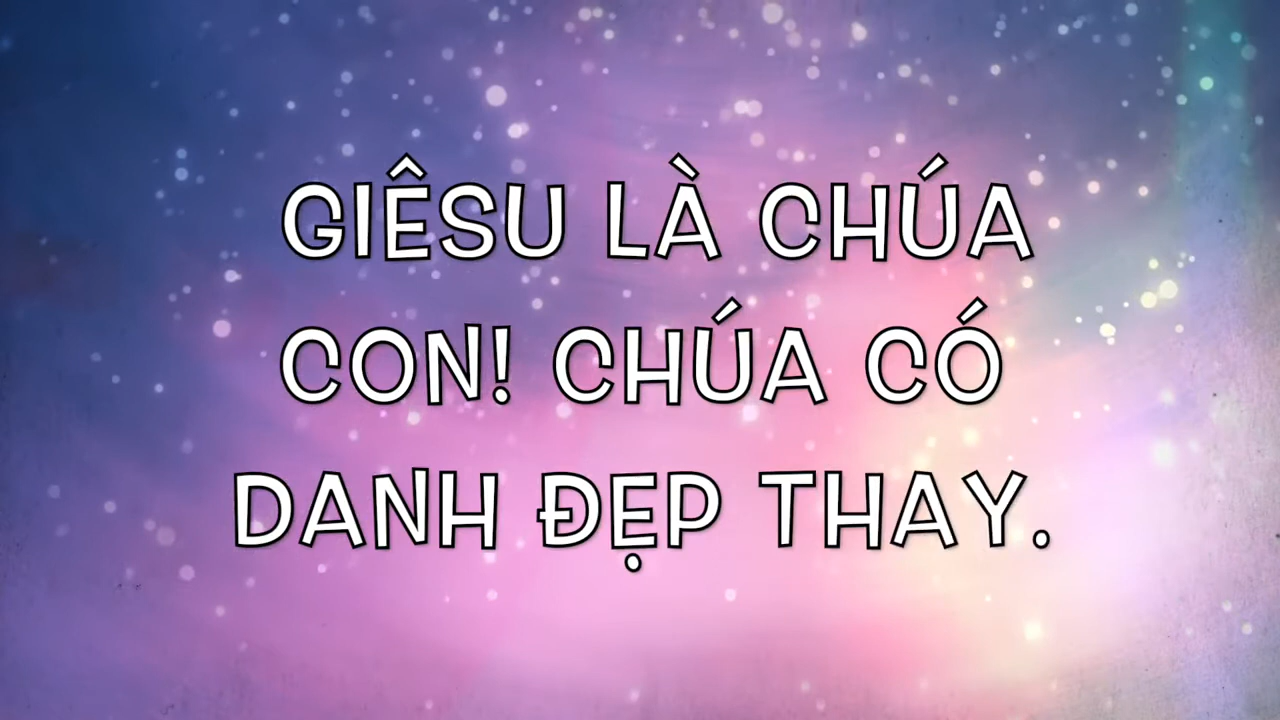 GIÊSU LÀ CHÚA
CON! CHÚA CÓ
DANH ĐẸP THAY.